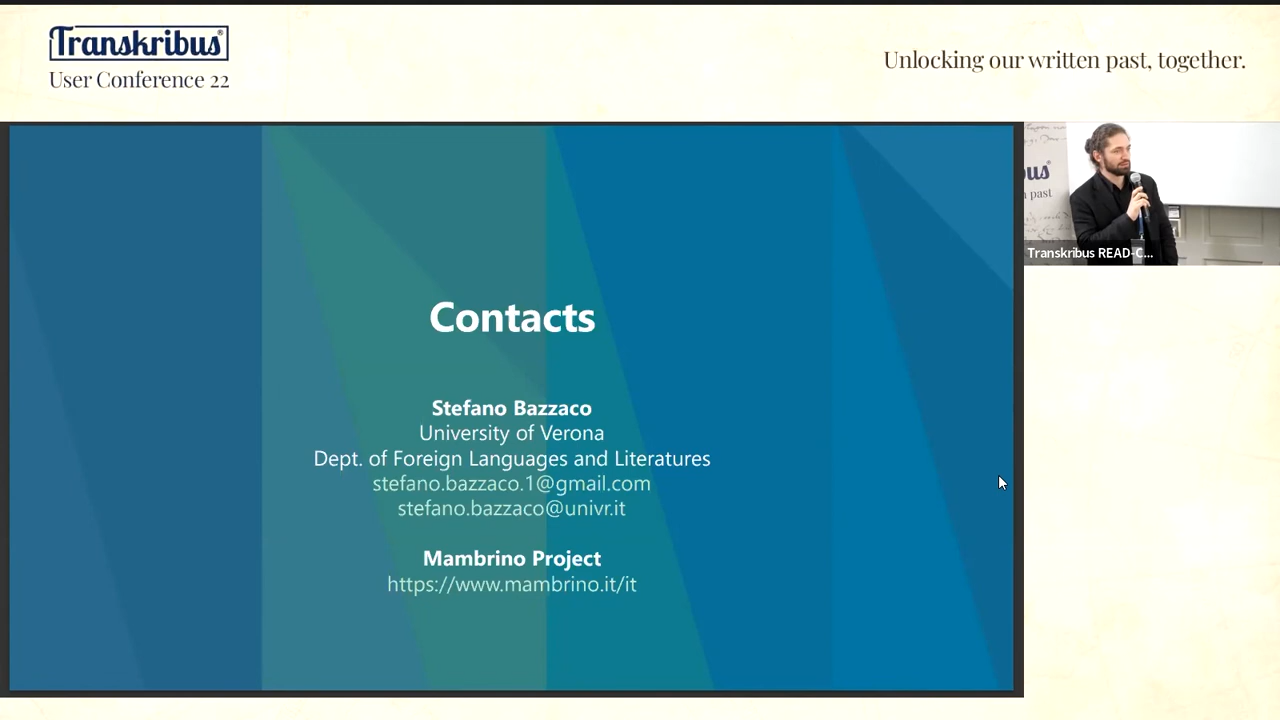 Transkribus®
User Conference 22
Unlocking our written past, together.
Contacts
Stefano Bazzaco
University of Verona
Dept. of Foreign Languages and Literatures
stefano.bazzaco.1@gmail.com
stefano.bazzaco@univr.it
Mambrino Project
https://www.mambrino.it/it
us®
past
Transkribus READ-C...